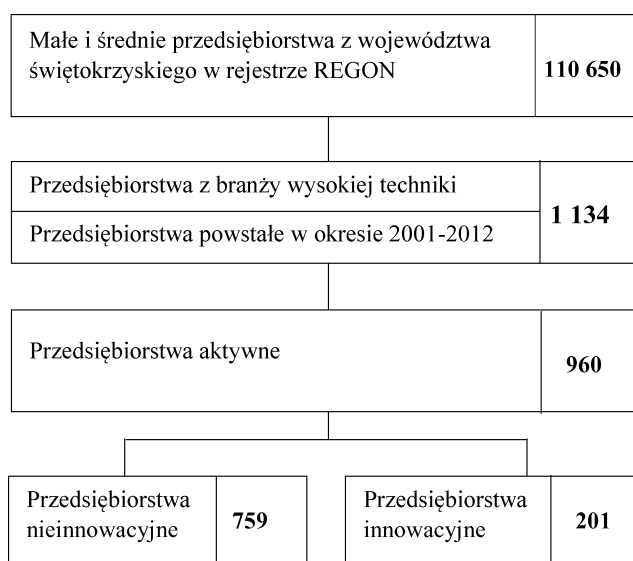 Małe i średnie przedsiębiorstwa z województwa
świętokrzyskiego w rejestrze REGON
110 650
Przedsiębiorstwa z branży wysokiej techniki
Przedsiębiorstwa powstałe w okresie 2001-2012
1 134
Przedsiębiorstwa aktywne
960
Przedsiębiorstwa
nieinnowacyjne
759
Przedsiębiorstwa
innowacyjne
201